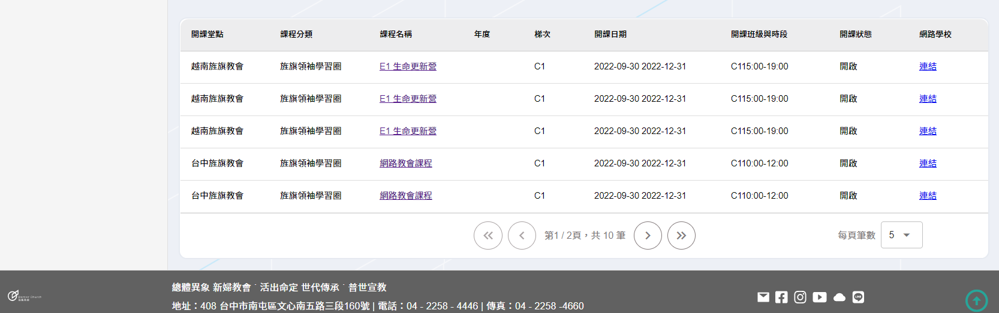 開課堂點 課程分類 課程名稱 年度 梯次 開課日期 開課班級與時段 開課狀態 網路學校
越南旌旗教會 旌旗領袖學習圈 E1 生命更新營 C1 2022-09-30 2022-12-31 C115:00-19:00 開啟 連結
越南旌旗教會 旌旗領袖學習圈 E1 生命更新營 C1 2022-09-30 2022-12-31 C115:00-19:00 開啟 連結
越南旌旗教會 旌旗領袖學習圈 E1 生命更新營 C1 2022-09-30 2022-12-31 C115:00-19:00 開啟 連結
台中旌旗教會 旌旗領袖學習圈 網路教會課程 C1 2022-09-30 2022-12-31 C110:00-12:00 開啟 連結
台中旌旗教會 旌旗領袖學習圈 網路教會課程 C1 2022-09-30 2022-12-31 C110:00-12:00 開啟 連結
第1 / 2頁，共 10 筆 每頁筆數 5
總體異象 新婦教會 ˙ 活出命定 世代傳承 ˙ 普世宣教
Banner Church
LINE
地址：408 台中市南屯區文心南五路三段160號 | 電話：04 - 2258 - 4446 | 傳真：04 - 2258 -4660